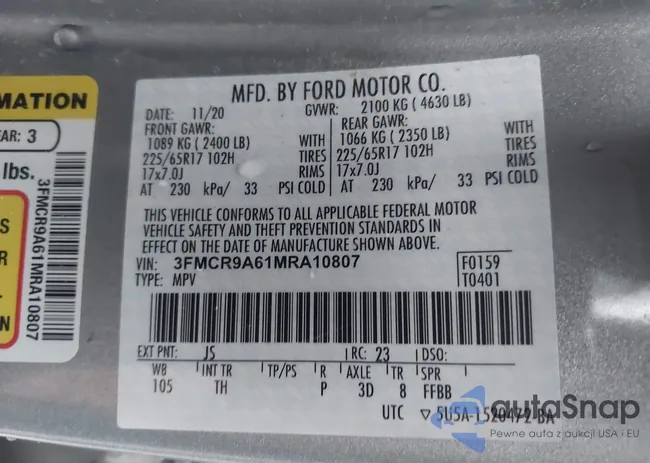 MATION
EAR: 3
lbs.
3FMCR9A61MRA10807
S
R
N
MFD. BY FORD MOTOR CO.
DATE: 11/20 GVWR: 2100 KG ( 4630 LB)
FRONT GAWR: REAR GAWR:
1089 KG ( 2400 LB) WITH 1066 KG ( 2350 LB) WITH
225/65R17 102H TIRES 225/65R17 102H TIRES
17x7.0J RIMS 17x7.0J RIMS
AT 230 kPa/ 33 PSI COLD AT 230 kPa/ 33 PSI COLD
THIS VEHICLE CONFORMS TO ALL APPLICABLE FEDERAL MOTOR
VEHICLE SAFETY AND THEFT PREVENTION STANDARDS IN
EFFECT ON THE DATE OF MANUFACTURE SHOWN ABOVE.
VIN: 3FMCR9A61MRA10807 F0159
TYPE: MPV T0401
EXT PNT: JS RC: 23 DSO:
WB INT TR TP/PS R AXLE TR SPR
105 TH P 3D 8 FFBB
UTC ▽ 5U5A-1520472-BA
autaSnap
Pewne auta z aukcji USA i EU